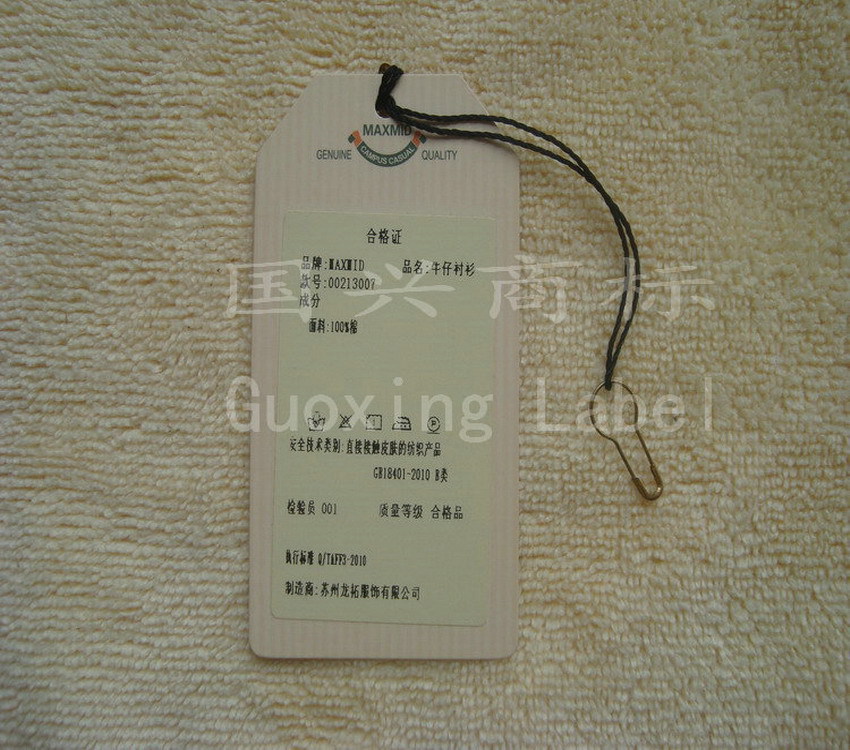 MAXMID
GENUINE CAMPUS CASUAL QUALITY
合格证
品牌:MAXMID 品名:牛仔衬衫
款号:00213007
成分
面料:100%棉
国兴商标
Guoxing Label
安全技术类别:直接接触皮肤的纺织产品
GB18401-2010 B类
检验员 001 质量等级 合格品
执行标准 Q/TAFF3-2010
制造商:苏州龙拓服饰有限公司